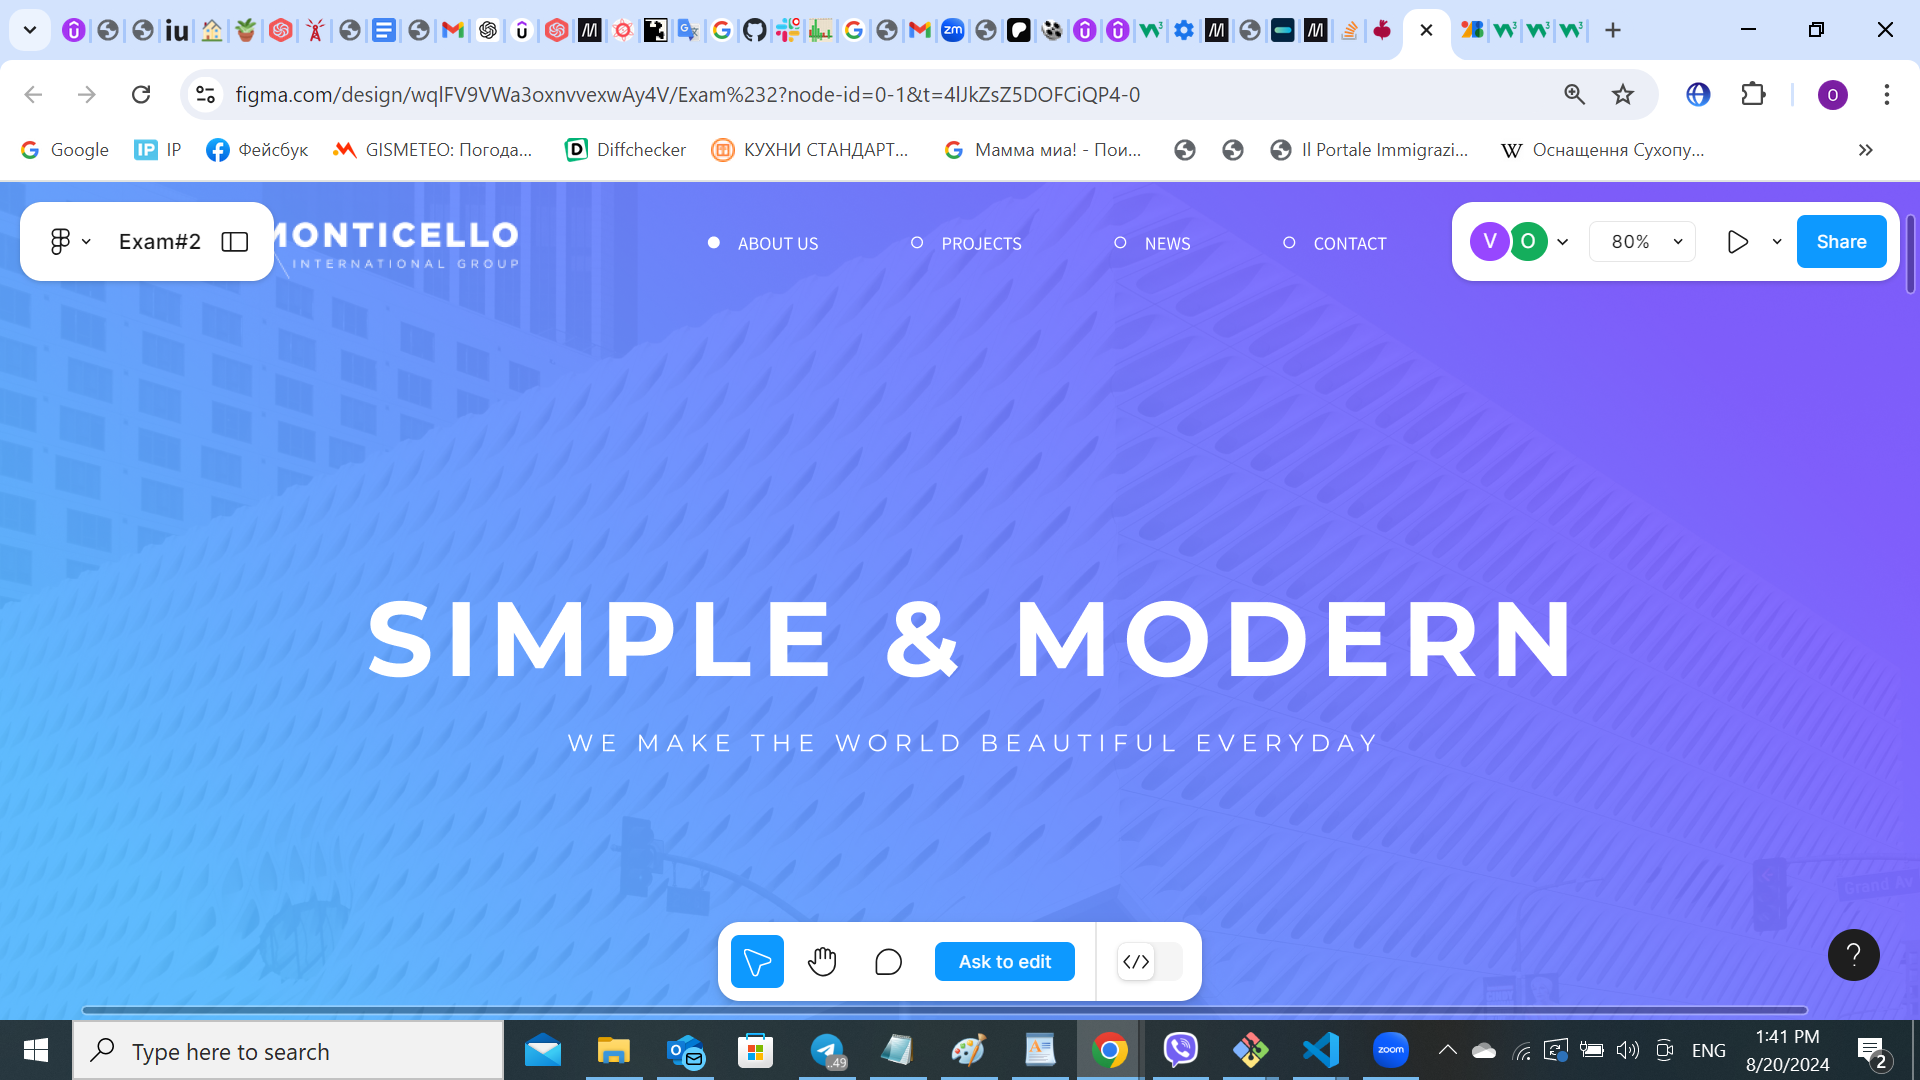 figma.com/design/wqlFV9VWa3oxnvvexwAy4V/Exam%232?node-id=0-1&t=4lJkZsZ5DOFCiQP4-0
Google IP Фейсбук GISMETEO: Погода... Diffchecker КУХНИ СТАНДАРТ... Мамма миа! - Пои... Il Portale Immigrazi... Оснащення Сухопу...
Exam#2
MONTICELLO
INTERNATIONAL GROUP
ABOUT US PROJECTS NEWS CONTACT
V O 80% Share
SIMPLE & MODERN
WE MAKE THE WORLD BEAUTIFUL EVERYDAY
Grand Av
Ask to edit
Type here to search
..49
zoom
ENG
1:41 PM
8/20/2024
2